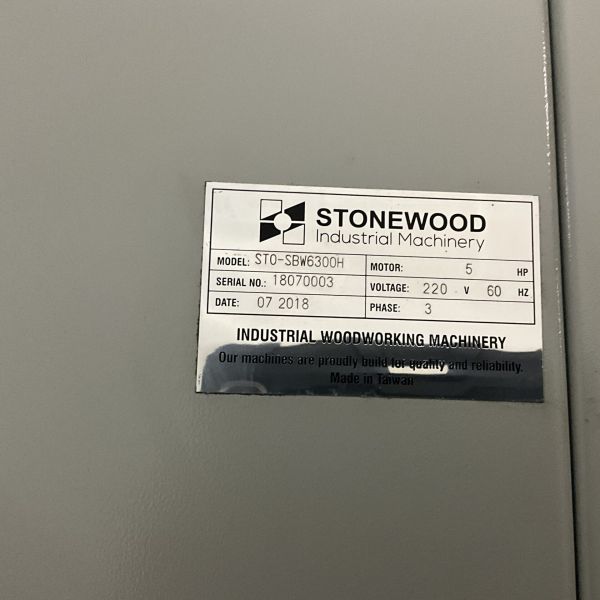 STONEWOOD
Industrial Machinery
MODEL: STO-SBW6300H MOTOR: 5 HP
SERIAL NO.: 18070003 VOLTAGE: 220 V 60 HZ
DATE: 07 2018 PHASE: 3
INDUSTRIAL WOODWORKING MACHINERY
Our machines are proudly build for quality and reliability.
Made in Taiwan